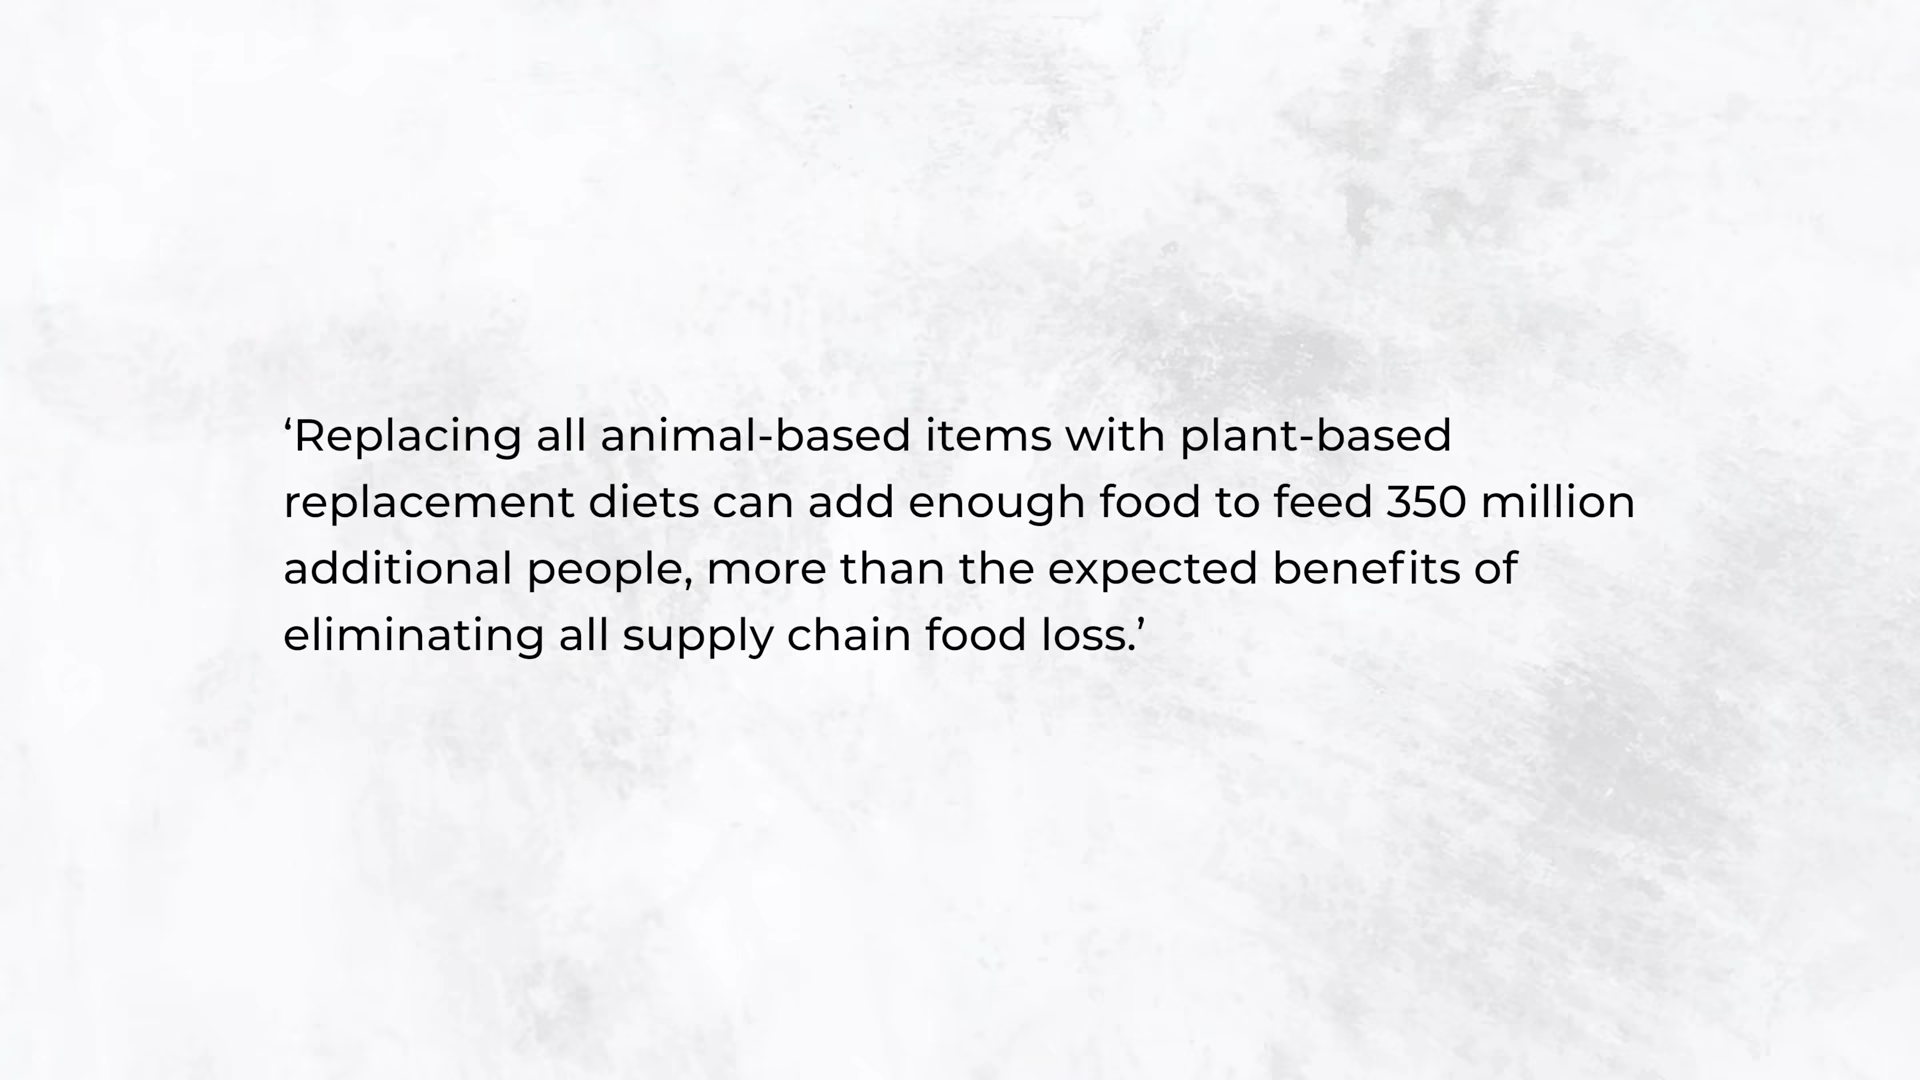 ‘Replacing all animal-based items with plant-based
replacement diets can add enough food to feed 350 million
additional people, more than the expected benefits of
eliminating all supply chain food loss.’